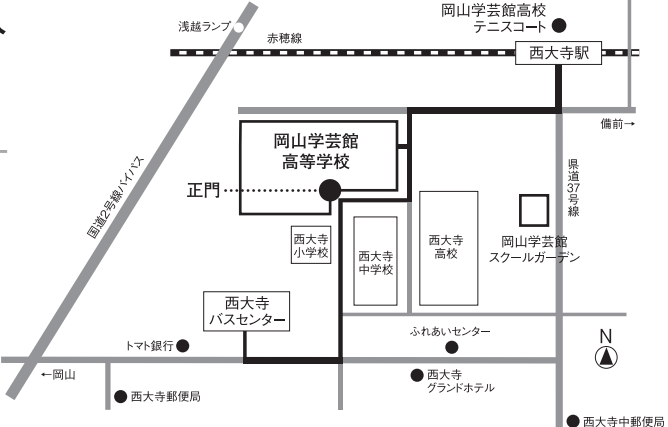 岡山学芸館高校
テニスコート
浅越ランプ
赤穂線
西大寺駅
備前→
岡山学芸館
高等学校
正門
国道2号線バイパス
県道37号線
西大寺
小学校
西大寺
中学校
西大寺
高校
岡山学芸館
スクールガーデン
西大寺
バスセンター
トマト銀行
ふれあいセンター
N
←岡山
西大寺
グランドホテル
西大寺郵便局
西大寺中郵便局